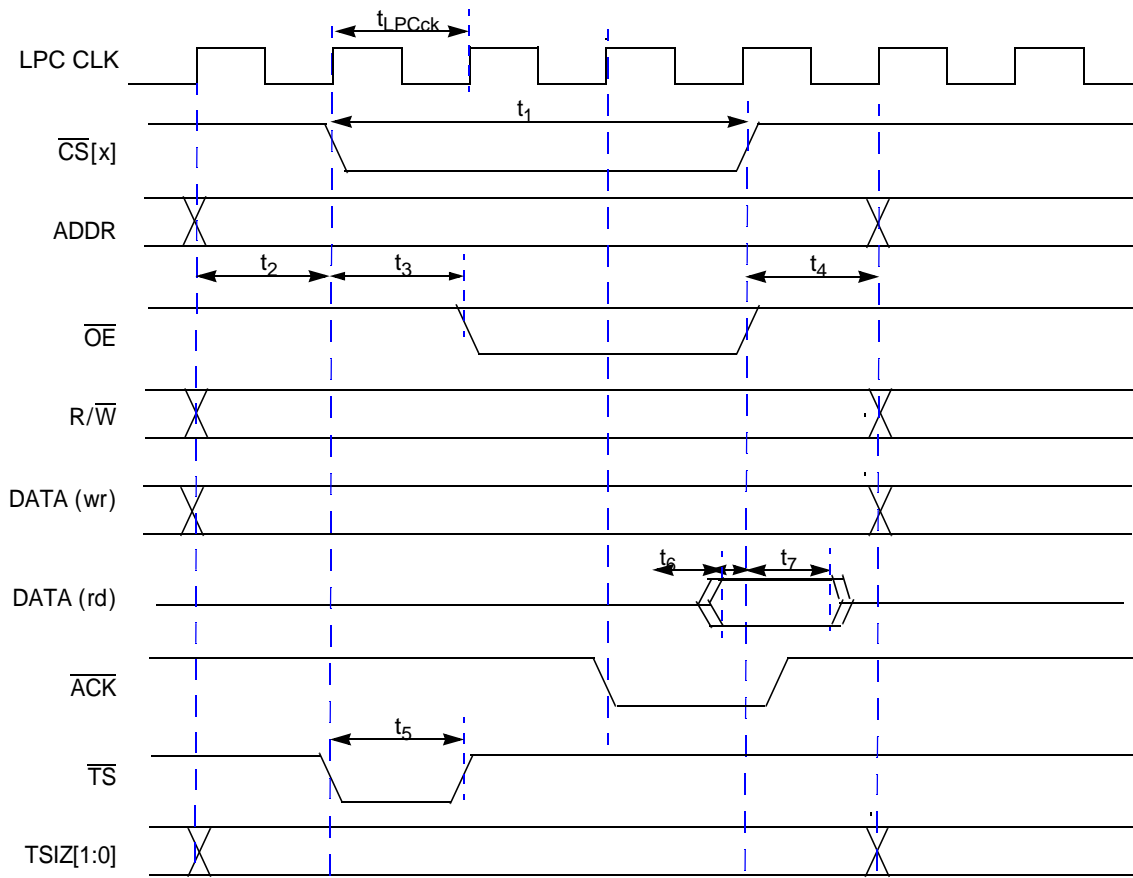 tLPCck
LPC CLK
t1
CS[x]
ADDR
t2 t3 t4
OE
R/W
DATA (wr)
t6 t7
DATA (rd)
ACK
t5
TS
TSIZ[1:0]